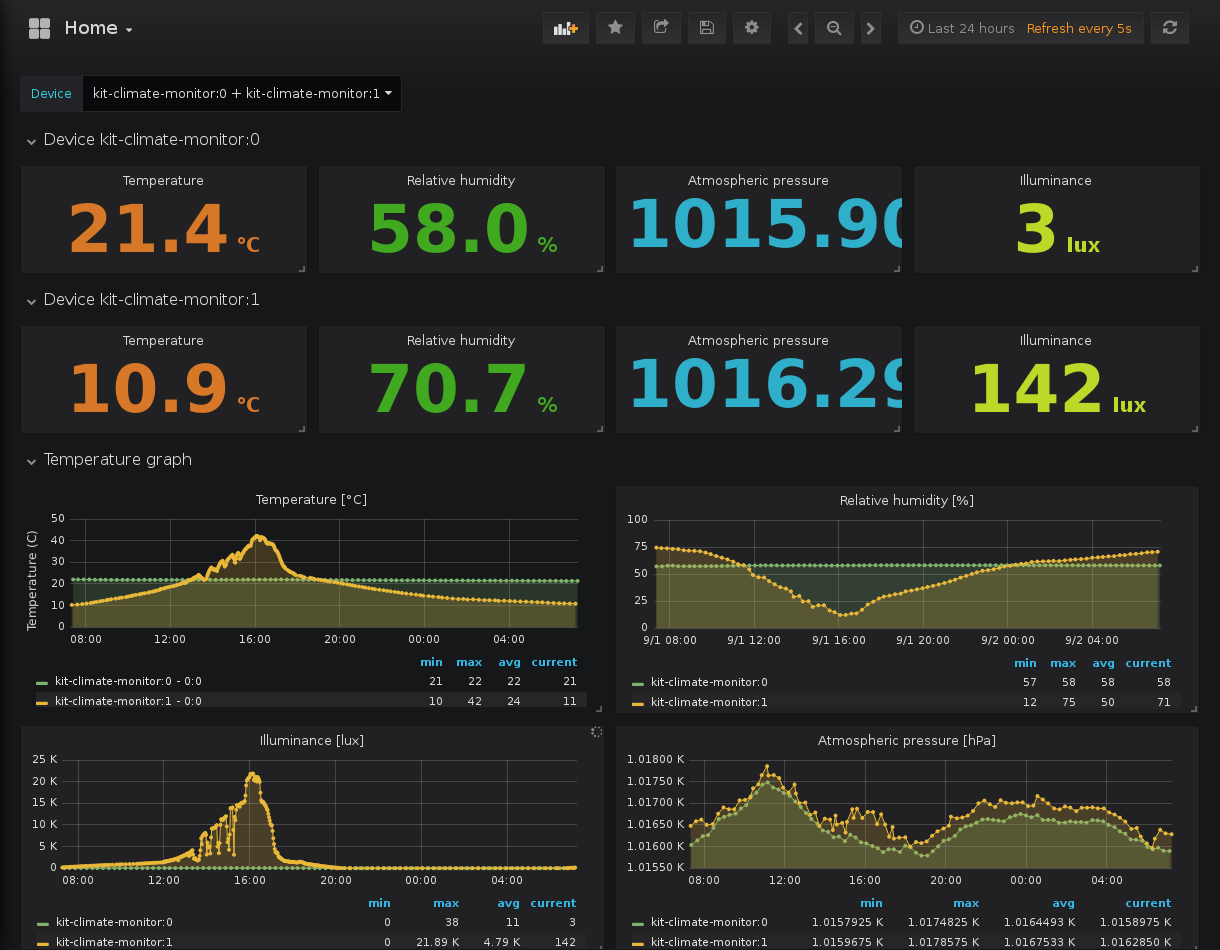 Home
Last 24 hours Refresh every 5s
Device kit-climate-monitor:0 + kit-climate-monitor:1
Device kit-climate-monitor:0
Temperature Relative humidity Atmospheric pressure Illuminance
21.4 °C 58.0 % 1015.90 3 lux
Device kit-climate-monitor:1
Temperature Relative humidity Atmospheric pressure Illuminance
10.9 °C 70.7 % 1016.29 142 lux
Temperature graph
Temperature [°C]
Temperature (C)
50
40
30
20
10
0
08:00 12:00 16:00 20:00 00:00 04:00
min max avg current
kit-climate-monitor:0 - 0:0 21 22 22 21
kit-climate-monitor:1 - 0:0 10 42 24 11
Relative humidity [%]
100
75
50
25
0
9/1 08:00 9/1 12:00 9/1 16:00 9/1 20:00 9/2 00:00 9/2 04:00
min max avg current
kit-climate-monitor:0 57 58 58 58
kit-climate-monitor:1 12 75 50 71
Illuminance [lux]
25 K
20 K
15 K
10 K
5 K
0
08:00 12:00 16:00 20:00 00:00 04:00
min max avg current
kit-climate-monitor:0 0 38 11 3
kit-climate-monitor:1 0 21.89 K 4.79 K 142
Atmospheric pressure [hPa]
1.01800 K
1.01750 K
1.01700 K
1.01650 K
1.01600 K
1.01550 K
08:00 12:00 16:00 20:00 00:00 04:00
min max avg current
kit-climate-monitor:0 1.0157925 K 1.0174825 K 1.0164493 K 1.0158975 K
kit-climate-monitor:1 1.0159675 K 1.0178575 K 1.0167533 K 1.0162850 K